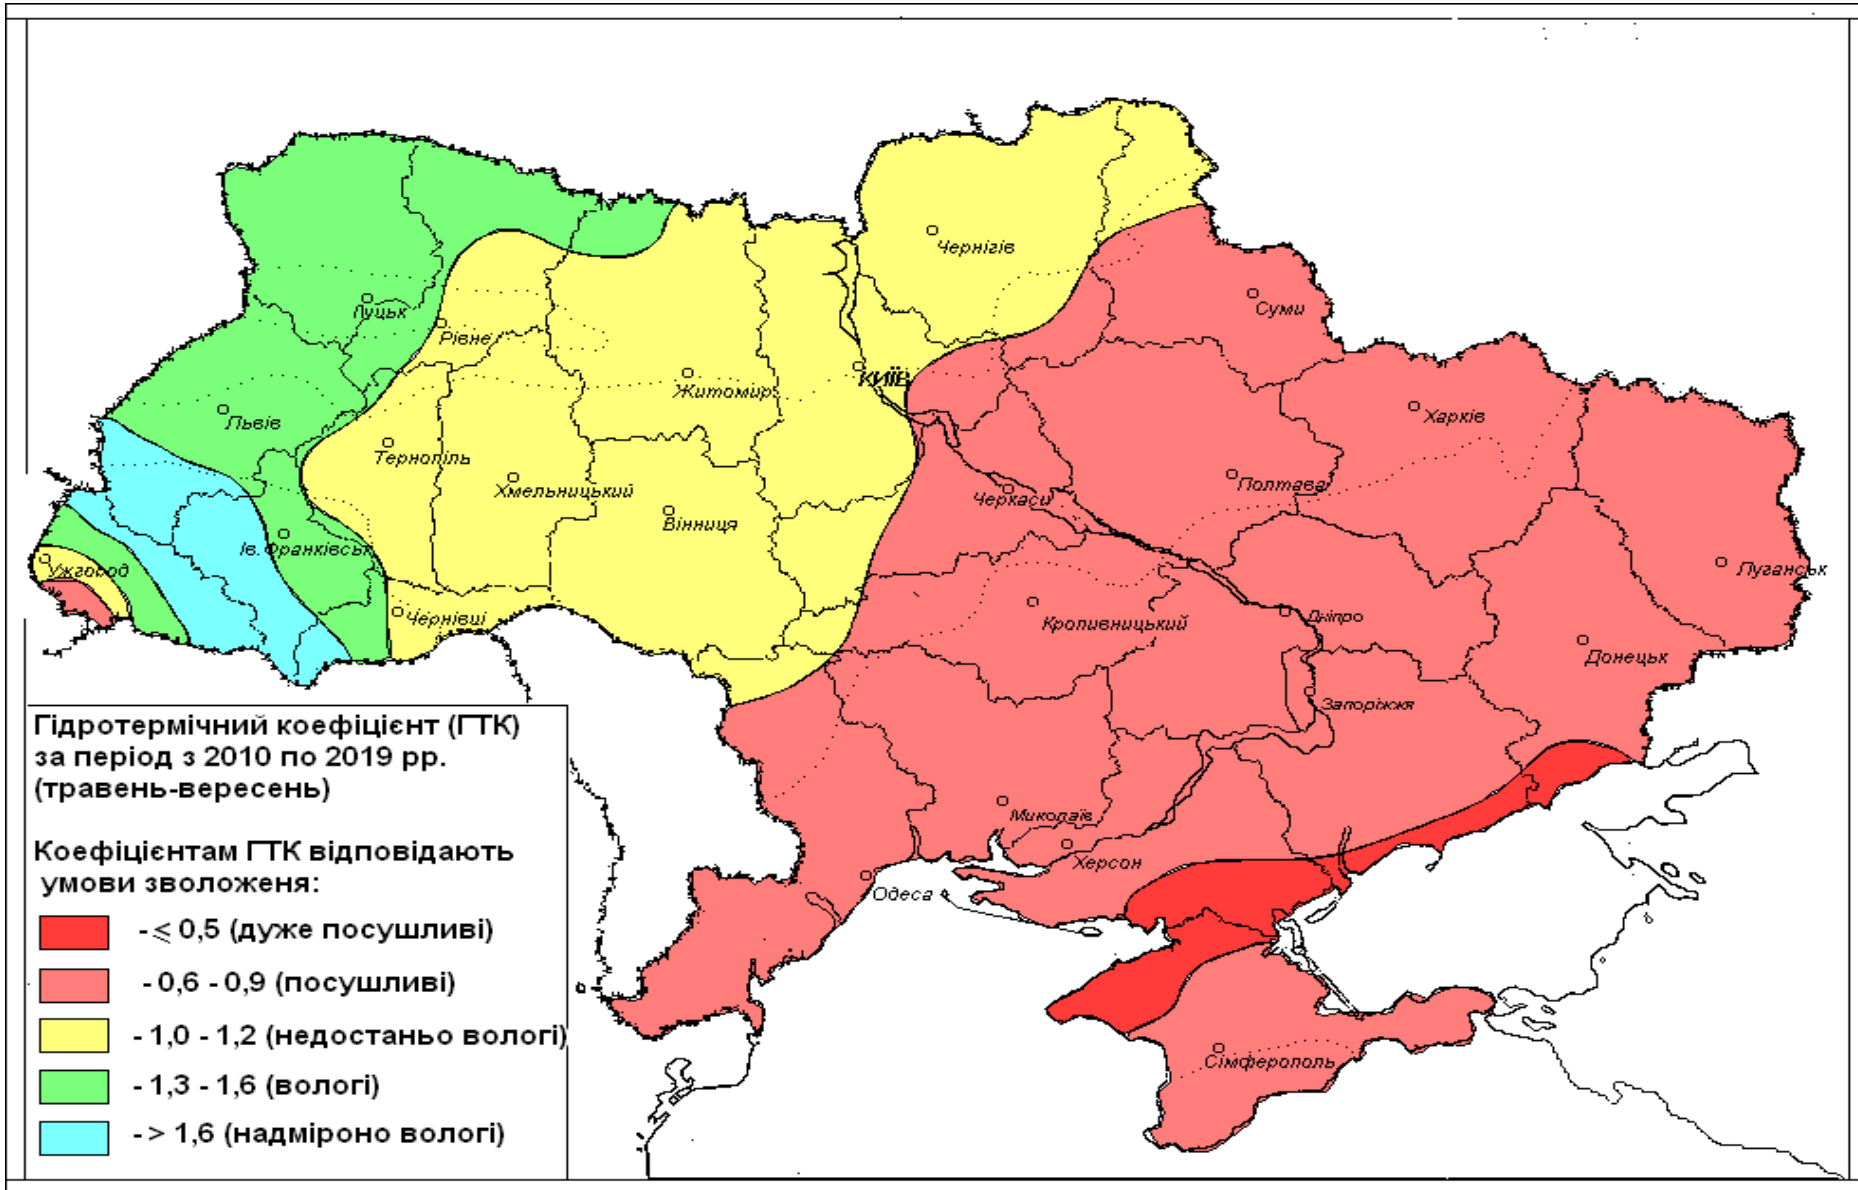 Чернігів
Суми
Луцьк
Рівне
Київ
Житомир
Харків
Львів
Тернопіль
Хмельницький
Полтава
Черкаси
Вінниця
Ів. Франківськ
Ужгород
Луганськ
Чернівці
Кропивницький
Дніпро
Донецьк
Запоріжжя
Миколаїв
Херсон
Одеса
Сімферополь
Гідротермічний коефіцієнт (ГТК)
за період з 2010 по 2019 рр.
(травень-вересень)
Коефіцієнтам ГТК відповідають
умови зволоженя:
-⩽ 0,5 (дуже посушливі)
- 0,6 - 0,9 (посушливі)
- 1,0 - 1,2 (недостаньо вологі)
- 1,3 - 1,6 (вологі)
-> 1,6 (надмíроно вологі)